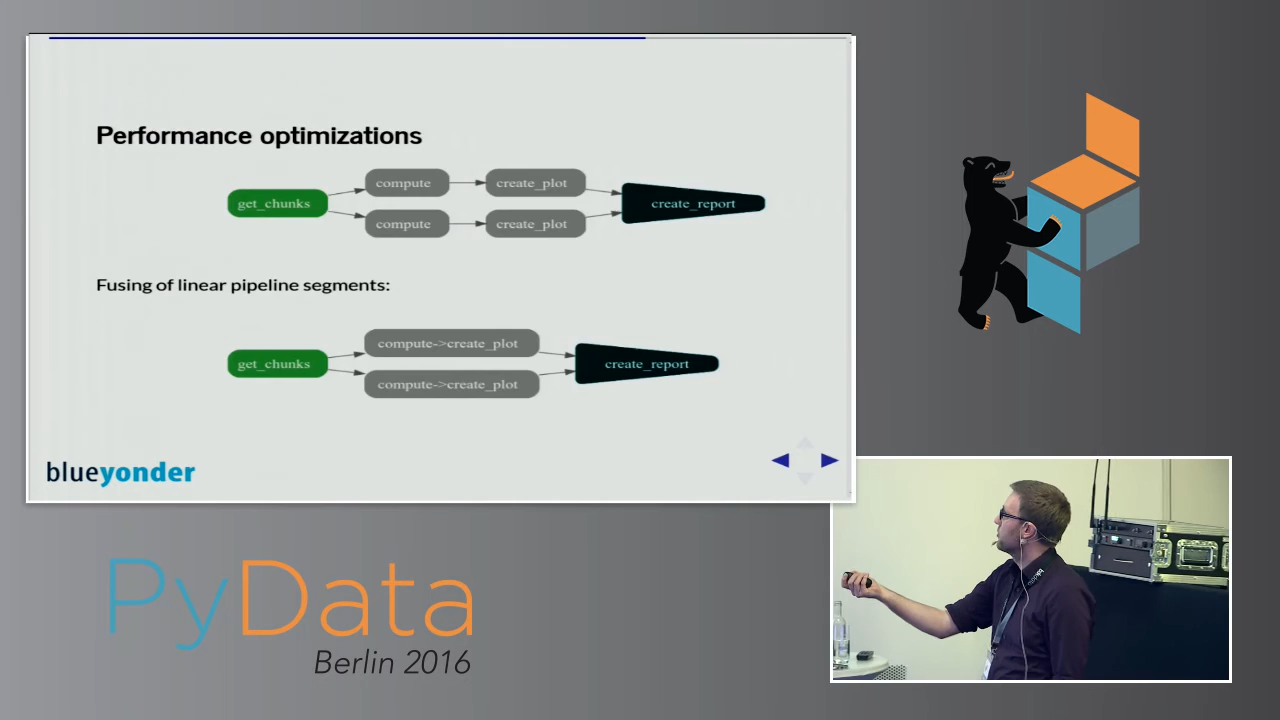 Performance optimizations
get_chunks
compute
create_plot
compute
create_plot
create_report
Fusing of linear pipeline segments:
get_chunks
compute->create_plot
compute->create_plot
create_report
blueyonder
PyData
Berlin 2016